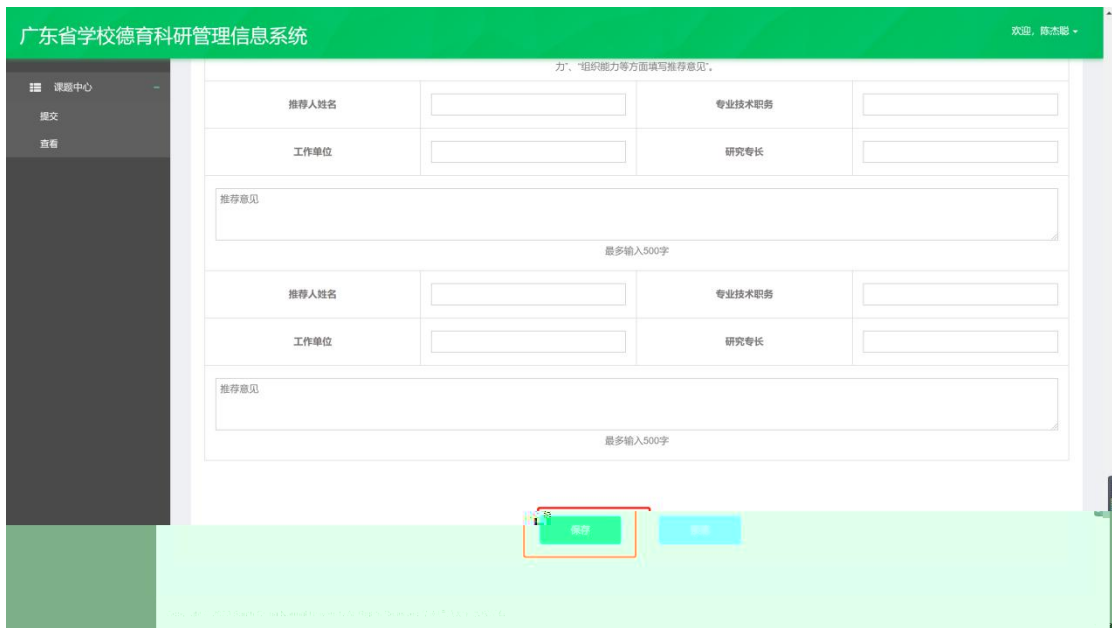 广东省学校德育科研管理信息系统
欢迎，陈杰聪
力”、“组织能力等方面填写推荐意见”。
课题中心
提交
查看
推荐人姓名 专业技术职务
工作单位 研究专长
推荐意见
最多输入500字
推荐人姓名 专业技术职务
工作单位 研究专长
推荐意见
最多输入500字
保存